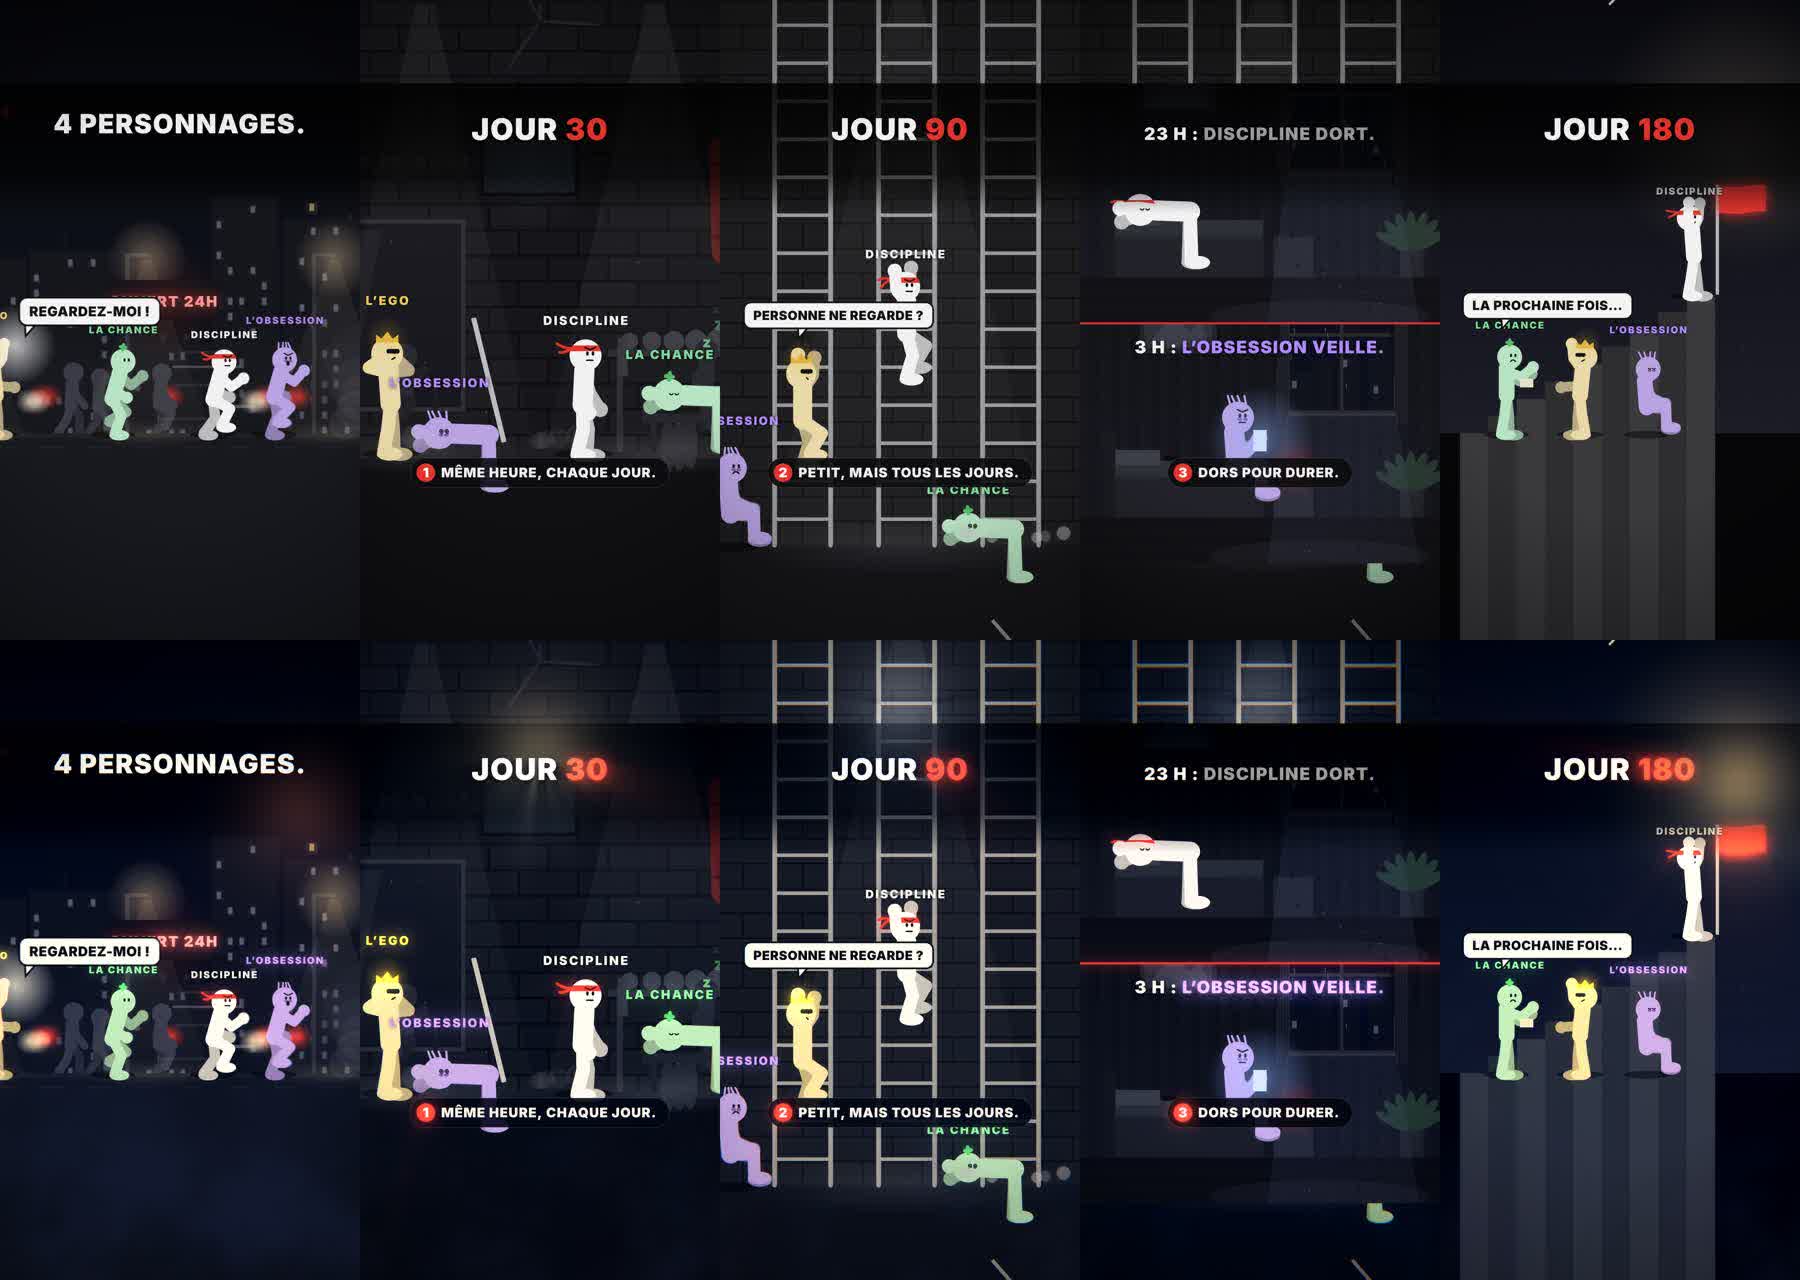 4 PERSONNAGES.
REGARDEZ-MOI !
RT 24H
LA CHANCE
DISCIPLINE
L'OBSESSION
JOUR 30
L'EGO
L'OBSESSION
DISCIPLINE
Z
LA CHANCE
1 MÊME HEURE, CHAQUE JOUR.
JOUR 90
DISCIPLINE
PERSONNE NE REGARDE ?
SESSION
2 PETIT, MAIS TOUS LES JOURS.
LA CHANCE
23 H : DISCIPLINE DORT.
3 H : L'OBSESSION VEILLE.
3 DORS POUR DURER.
JOUR 180
DISCIPLINE
LA PROCHAINE FOIS...
LA CHANCE
L'OBSESSION
4 PERSONNAGES.
REGARDEZ-MOI !
RT 24H
LA CHANCE
DISCIPLINE
L'OBSESSION
JOUR 30
L'EGO
L'OBSESSION
DISCIPLINE
Z
LA CHANCE
1 MÊME HEURE, CHAQUE JOUR.
JOUR 90
DISCIPLINE
PERSONNE NE REGARDE ?
SESSION
2 PETIT, MAIS TOUS LES JOURS.
LA CHANCE
23 H : DISCIPLINE DORT.
3 H : L'OBSESSION VEILLE.
3 DORS POUR DURER.
JOUR 180
DISCIPLINE
LA PROCHAINE FOIS...
LA CHANCE
L'OBSESSION